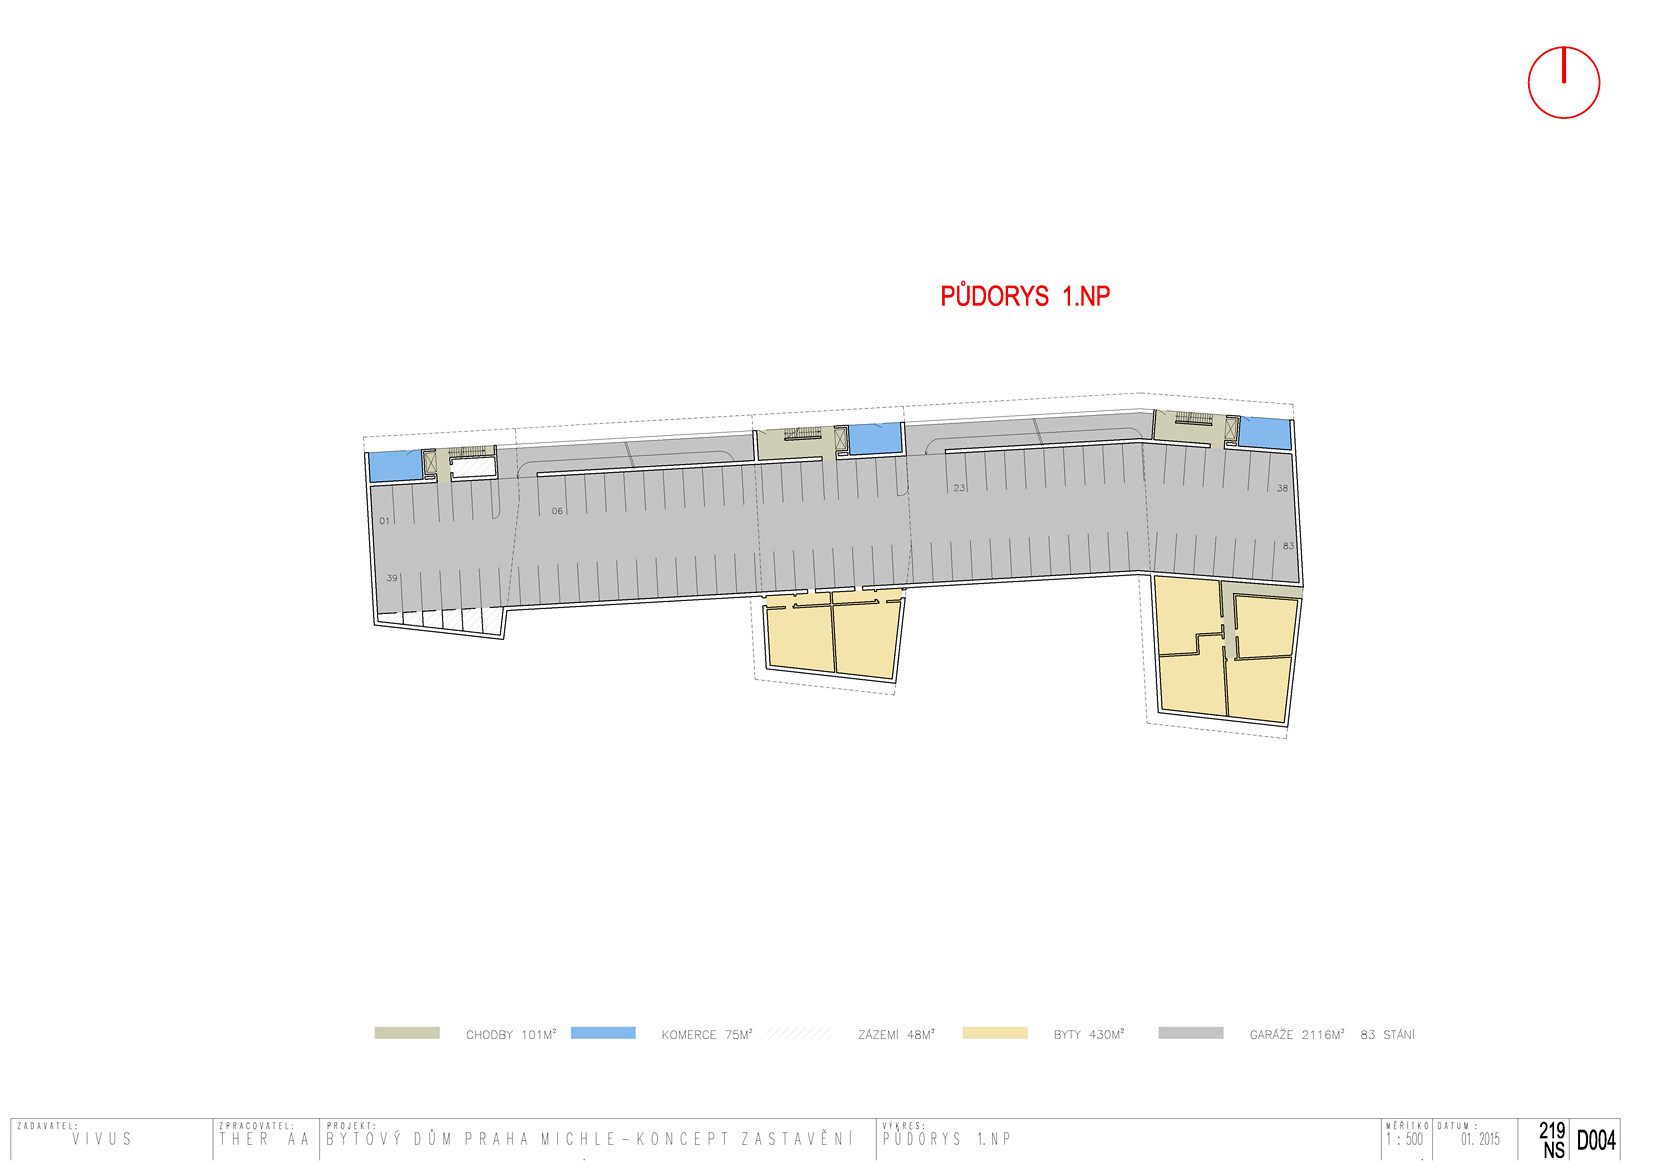 PŮDORYS 1.NP
01
06
23
38
39
83
CHODBY 101M² KOMERCE 75M² ZÁZEMÍ 48M² BYTY 430M² GARÁŽE 2116M² 83 STÁNÍ
ZADAVATEL:
VIVUS
ZPRACOVATEL:
THER AA
PROJEKT:
BYTOVÝ DŮM PRAHA MICHLE-KONCEPT ZASTAVĚNÍ
VÝKRES:
PŮDORYS 1.NP
MĚŘÍTKO
1 : 500
DATUM :
01. 2015
219
NS
D004